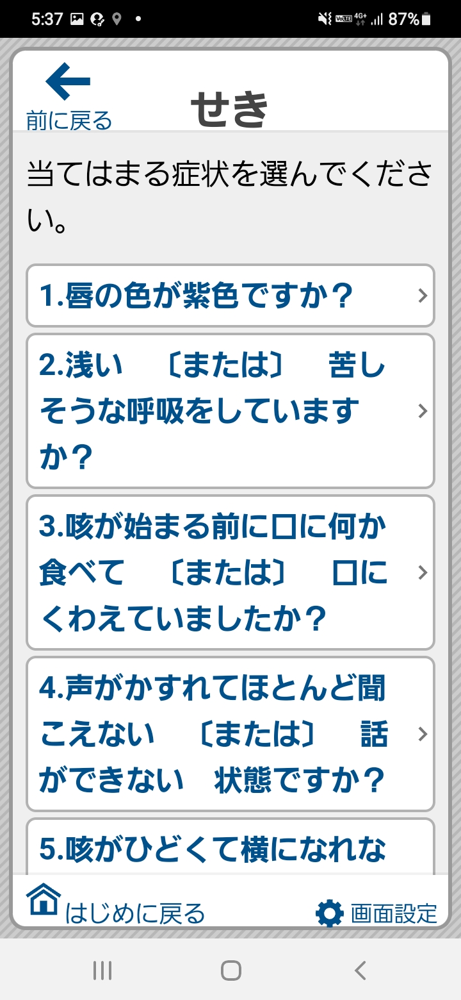 5:37 VoLTE 4G+ 87%
前に戻る
せき
当てはまる症状を選んでくださ
い。
1.唇の色が紫色ですか？
2.浅い　〔または〕　苦し
そうな呼吸をしています
か？
3.咳が始まる前に口に何か
食べて　〔または〕　口に
くわえていましたか？
4.声がかすれてほとんど聞
こえない　〔または〕　話
ができない　状態ですか？
5.咳がひどくて横になれな
はじめに戻る
画面設定